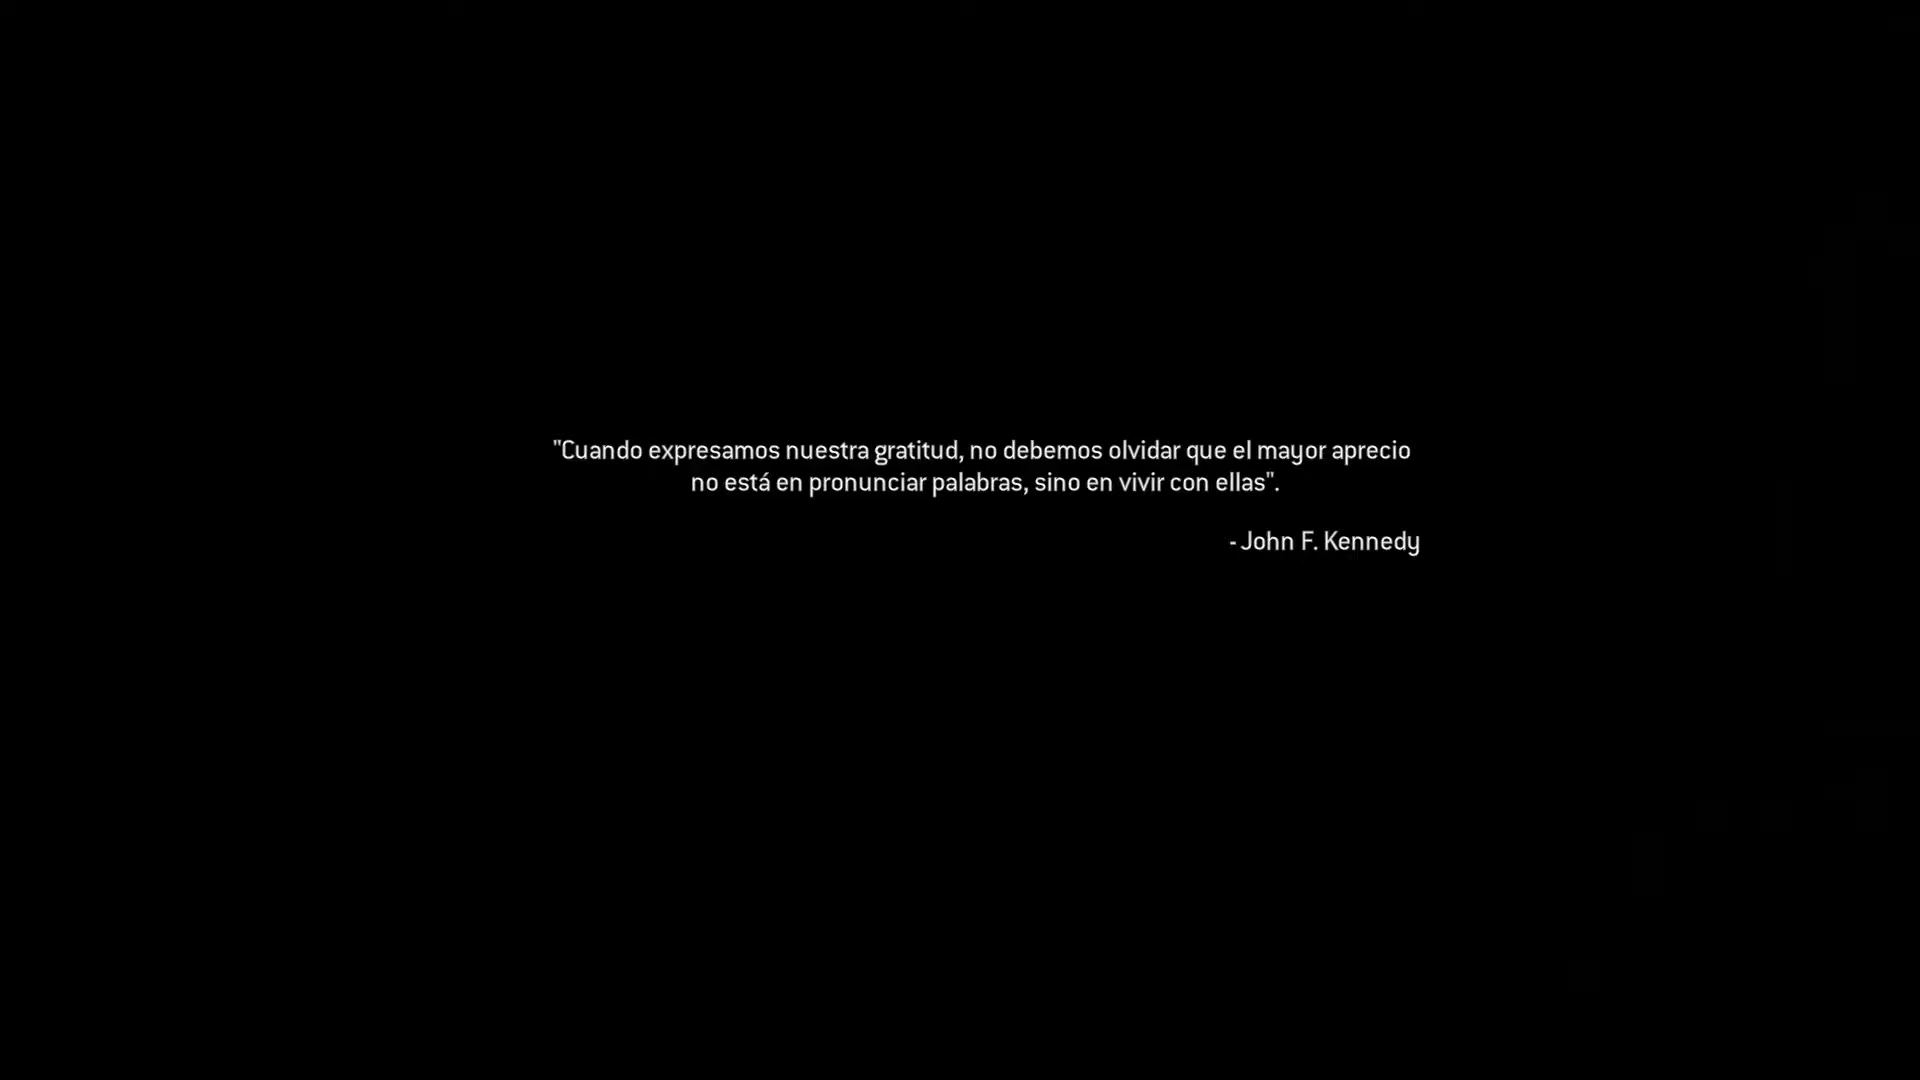 "Cuando expresamos nuestra gratitud, no debemos olvidar que el mayor aprecio
no está en pronunciar palabras, sino en vivir con ellas".
- John F. Kennedy